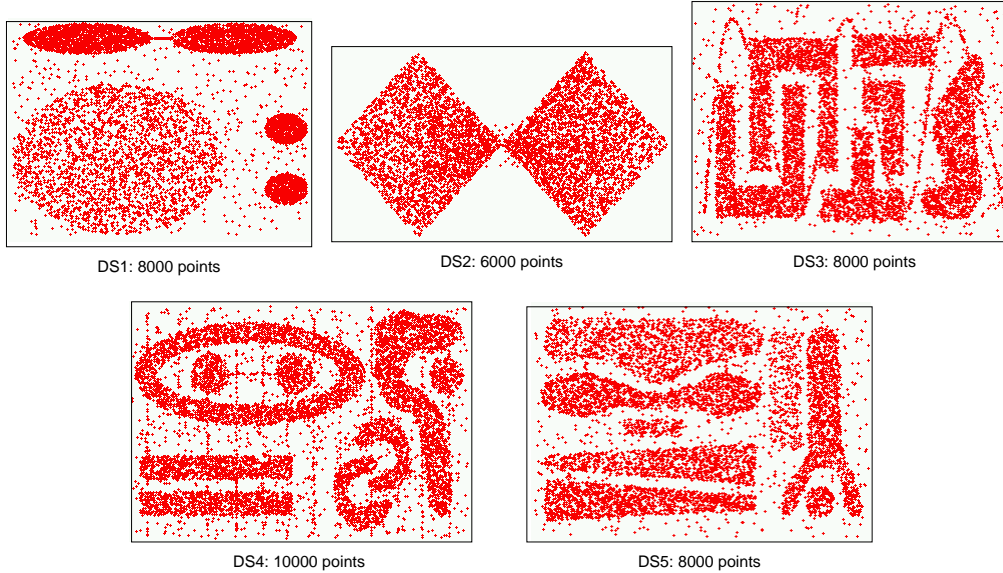 DS1: 8000 points
DS2: 6000 points
DS3: 8000 points
DS4: 10000 points
DS5: 8000 points